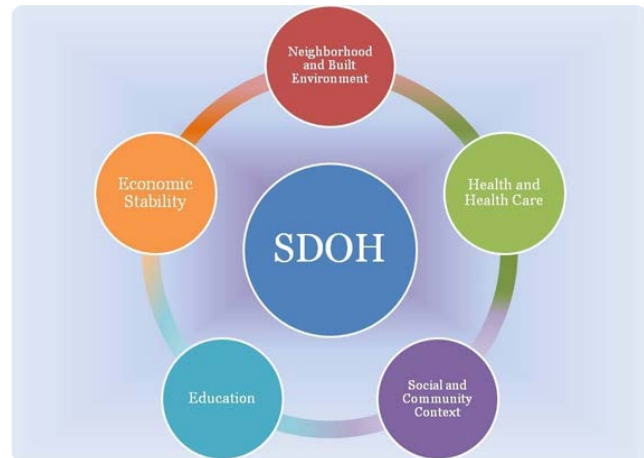 Neighborhood
and Built
Environment
Economic
Stability
Health and
Health Care
SDOH
Education
Social and
Community
Context